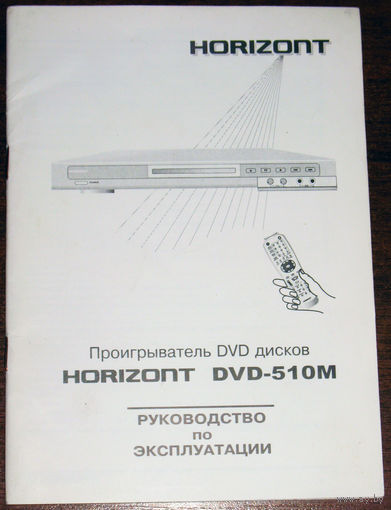 HORIZONT
Проигрыватель DVD дисков
HORIZONT DVD-510M
РУКОВОДСТВО
ПО
ЭКСПЛУАТАЦИИ